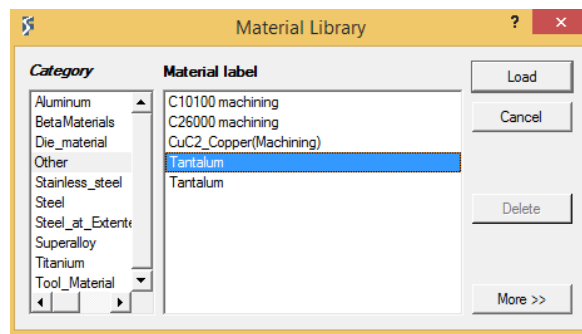 Material Library
?
Category
Aluminum
BetaMaterials
Die_material
Other
Stainless_steel
Steel
Steel_at_Extente
Superalloy
Titanium
Tool_Material
Material label
C10100 machining
C26000 machining
CuC2_Copper(Machining)
Tantalum
Tantalum
Load
Cancel
Delete
More >>